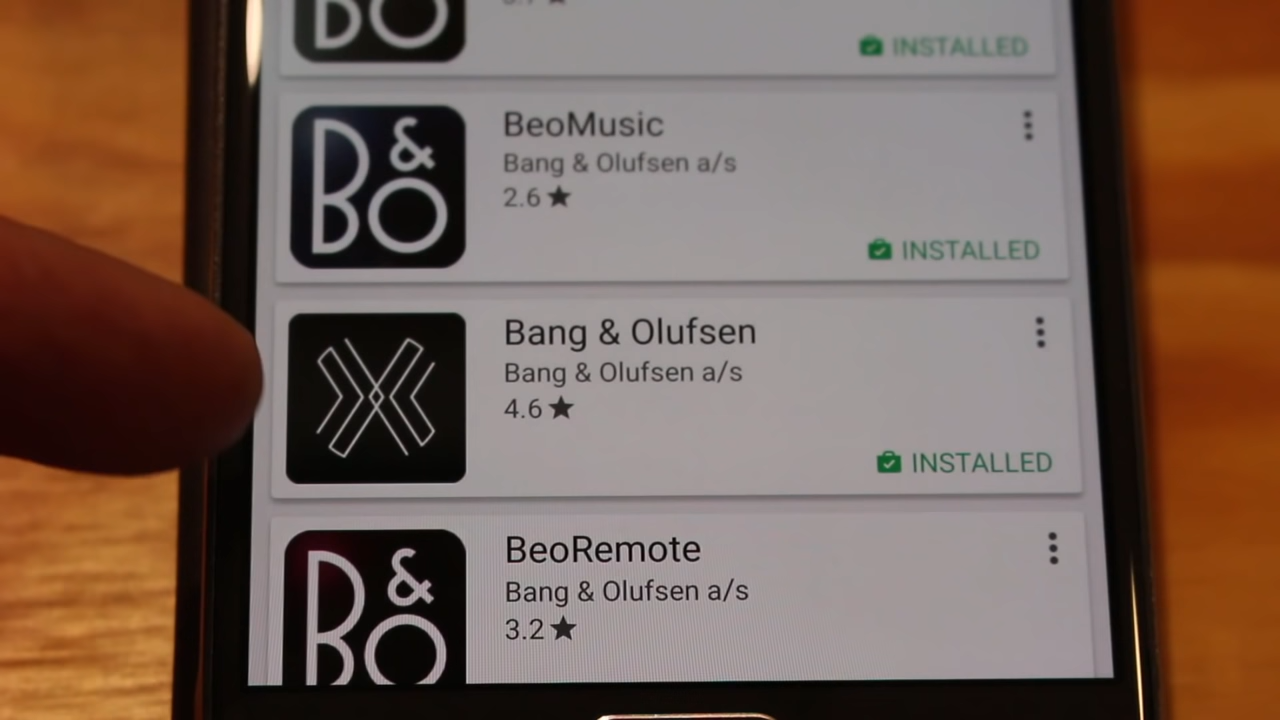 BO
INSTALLED
B&O
BeoMusic
Bang & Olufsen a/s
2.6★
INSTALLED
Bang & Olufsen
Bang & Olufsen a/s
4.6★
INSTALLED
B&O
BeoRemote
Bang & Olufsen a/s
3.2★